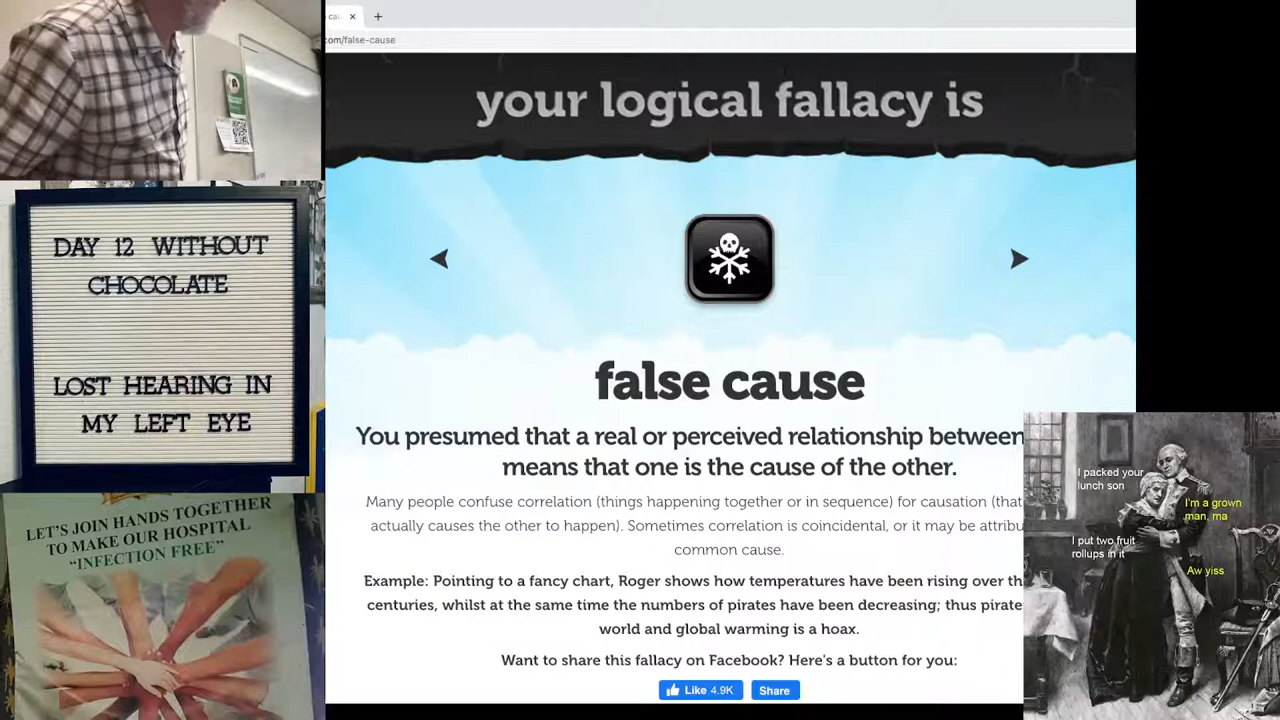 cau
com/false-cause
your logical fallacy is
DAY 12 WITHOUT
CHOCOLATE
LOST HEARING IN
MY LEFT EYE
LET'S JOIN HANDS TOGETHER
TO MAKE OUR HOSPITAL
"INFECTION FREE"
false cause
You presumed that a real or perceived relationship between
means that one is the cause of the other.
Many people confuse correlation (things happening together or in sequence) for causation (that
actually causes the other to happen). Sometimes correlation is coincidental, or it may be attribu
common cause.
Example: Pointing to a fancy chart, Roger shows how temperatures have been rising over th
centuries, whilst at the same time the numbers of pirates have been decreasing; thus pirate
world and global warming is a hoax.
Want to share this fallacy on Facebook? Here's a button for you:
Like 4.9K
Share
I packed your
lunch son
I'm a grown
man, ma
I put two fruit
rollups in it
Aw yiss